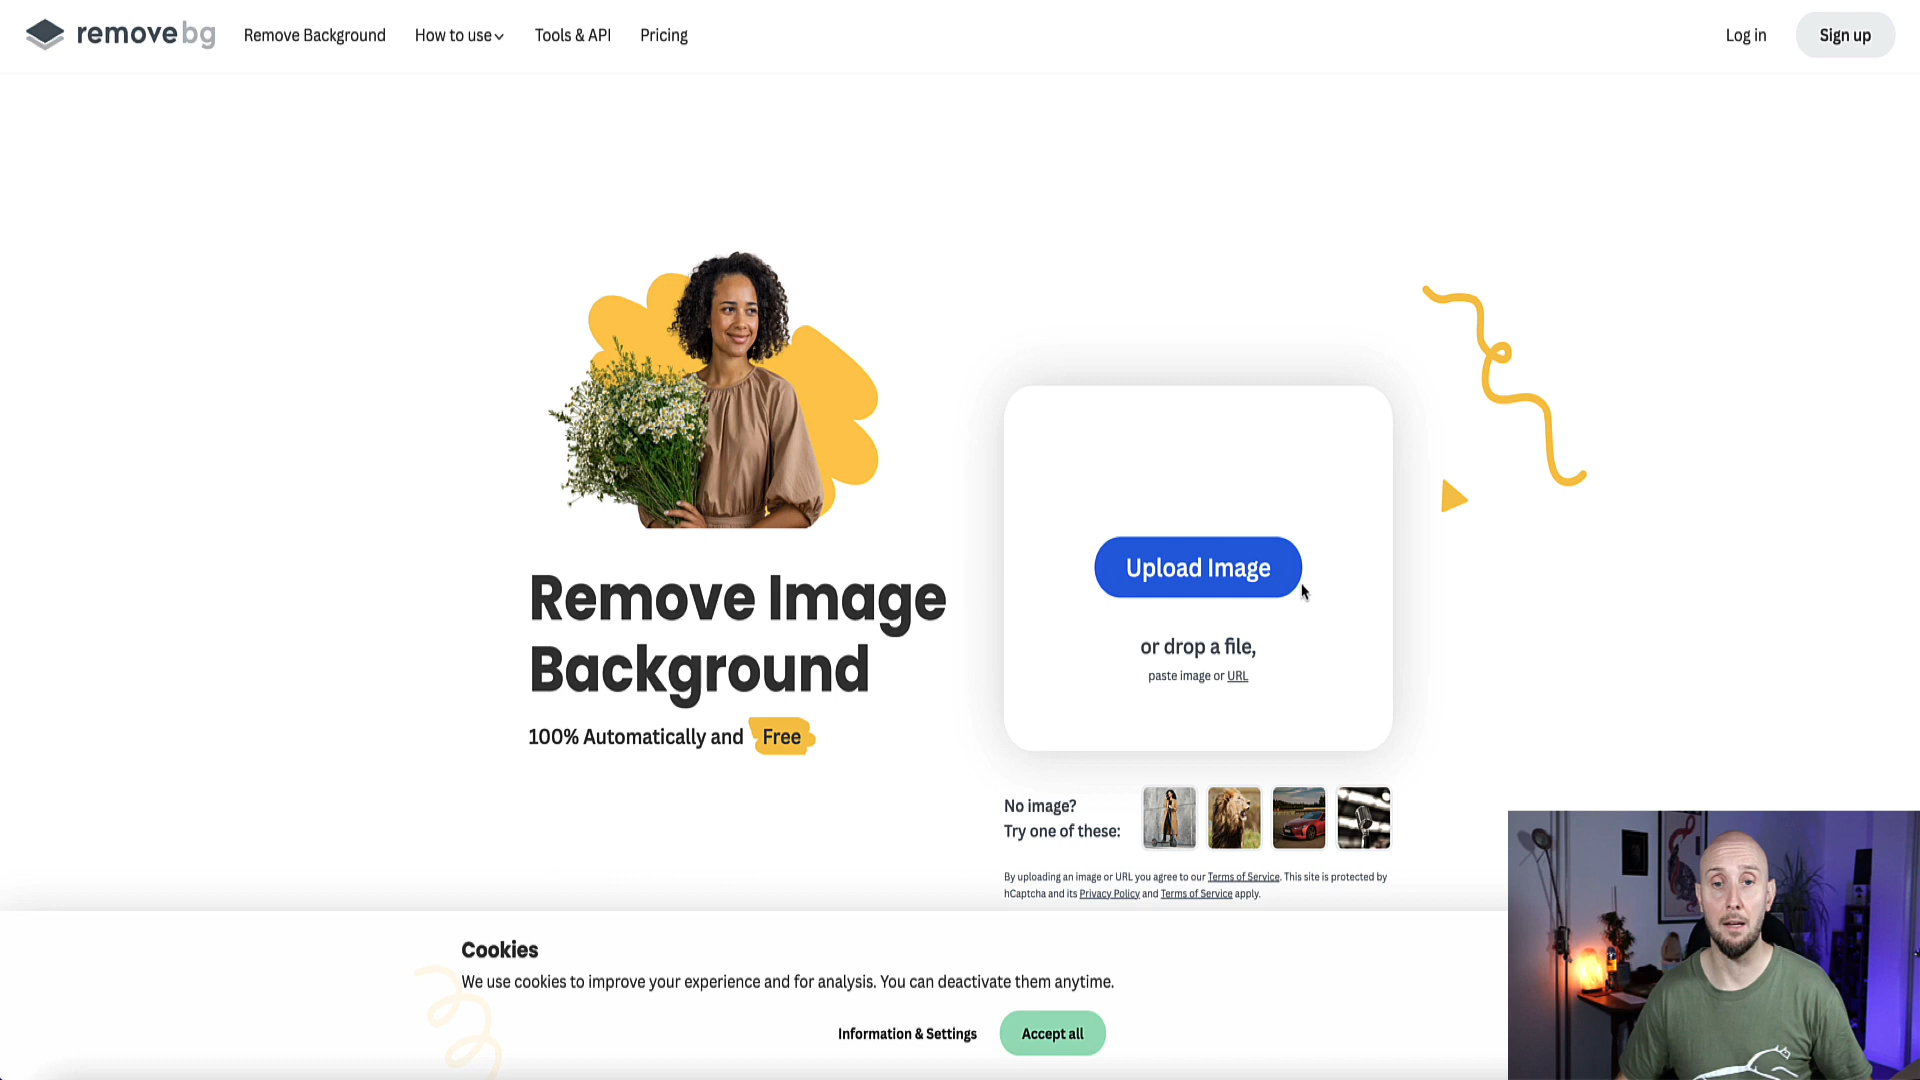 removebg
Remove Background
How to use
Tools & API
Pricing
Log in
Sign up
Remove Image
Background
100% Automatically and Free
Upload Image
or drop a file,
paste image or URL
No image?
Try one of these:
By uploading an image or URL you agree to our Terms of Service. This site is protected by
hCaptcha and its Privacy Policy and Terms of Service apply.
Cookies
We use cookies to improve your experience and for analysis. You can deactivate them anytime.
Information & Settings
Accept all